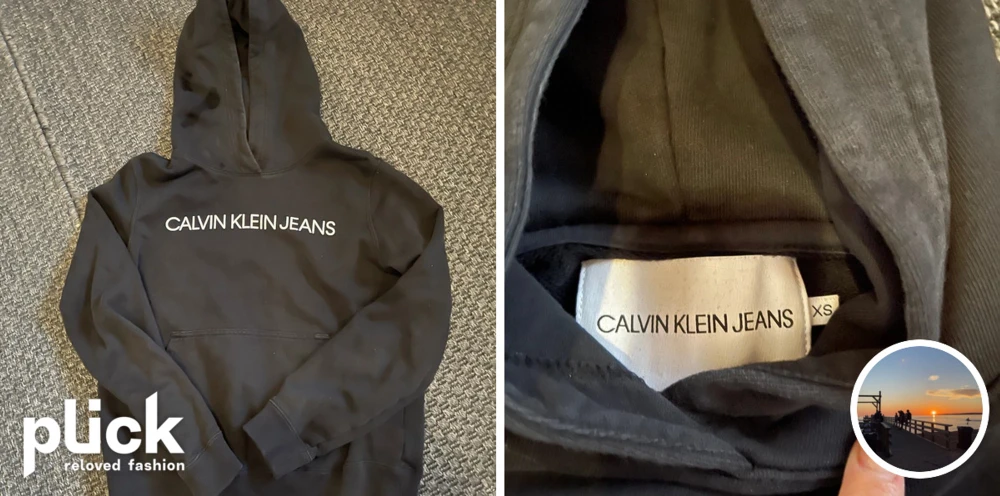 CALVIN KLEIN JEANS
plick
reloved fashion
CALVIN KLEIN JEANS
XS